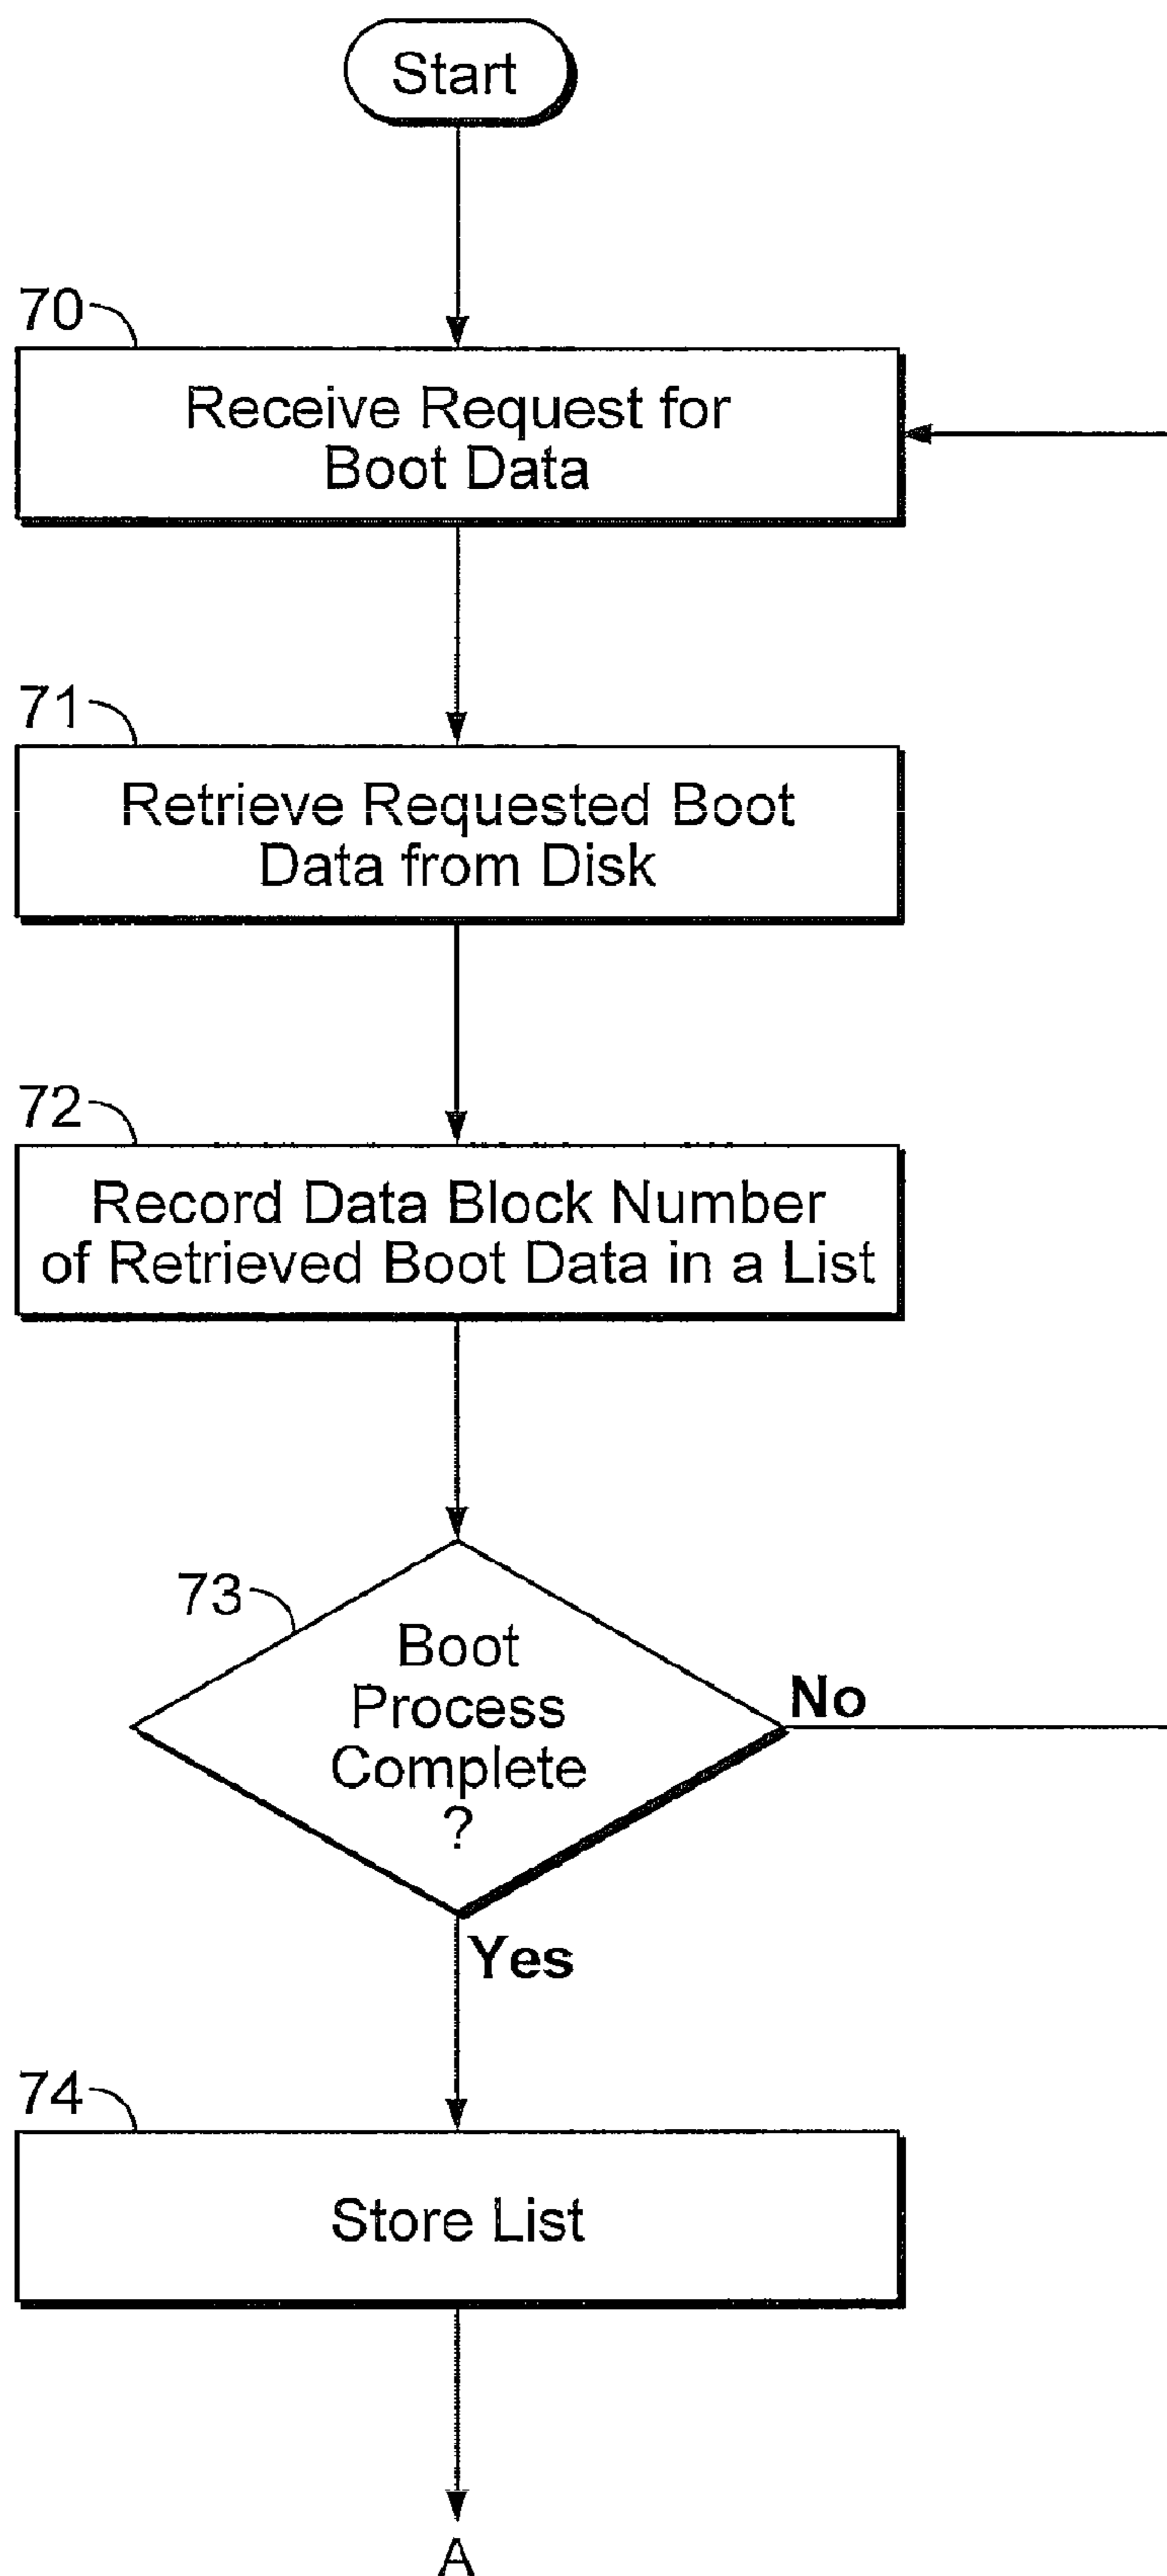 Start
70
Receive Request for
Boot Data
71
Retrieve Requested Boot
Data from Disk
72
Record Data Block Number
of Retrieved Boot Data in a List
73
Boot
Process
Complete
?
No
Yes
74
Store List
A